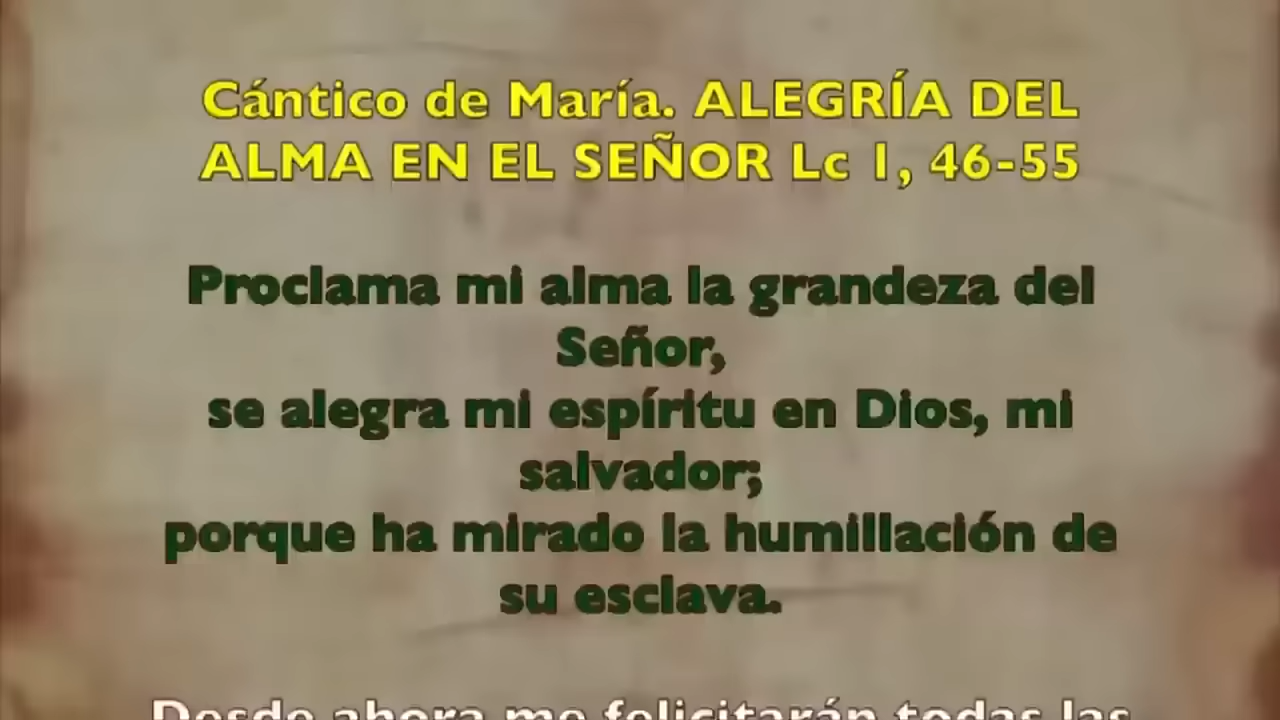 Cántico de María. ALEGRÍA DEL
ALMA EN EL SEÑOR Lc 1, 46-55
Proclama mi alma la grandeza del
Señor,
se alegra mi espíritu en Dios, mi
salvador;
porque ha mirado la humillación de
su esclava.
Desde ahora me felicitarán todas las